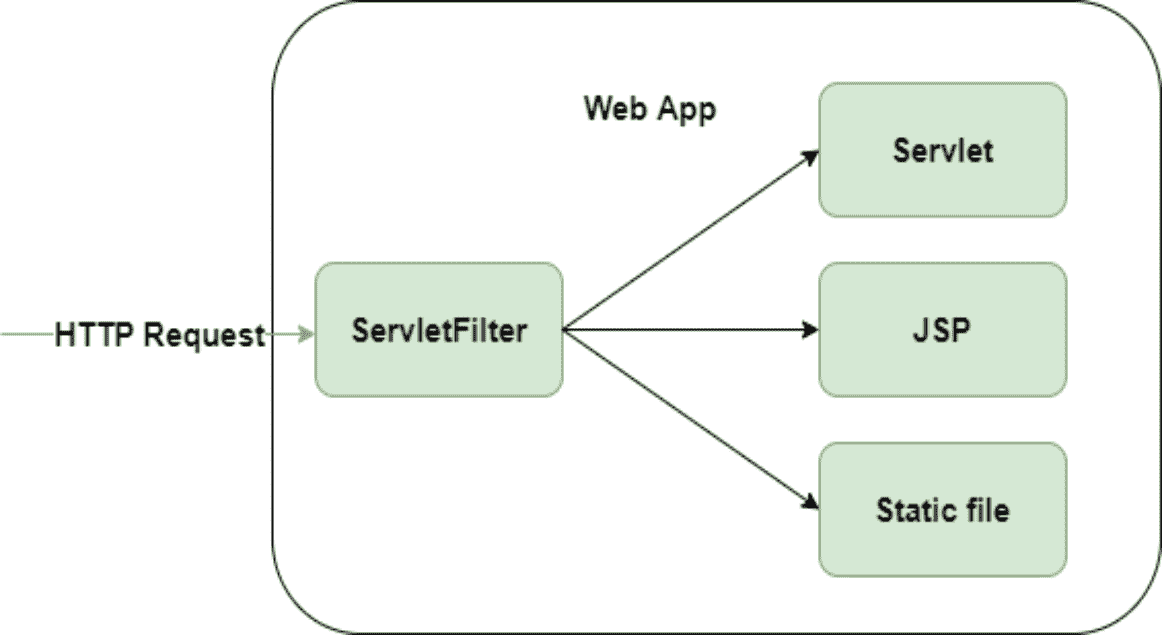 Web App
Servlet
HTTP Request
ServletFilter
JSP
Static file